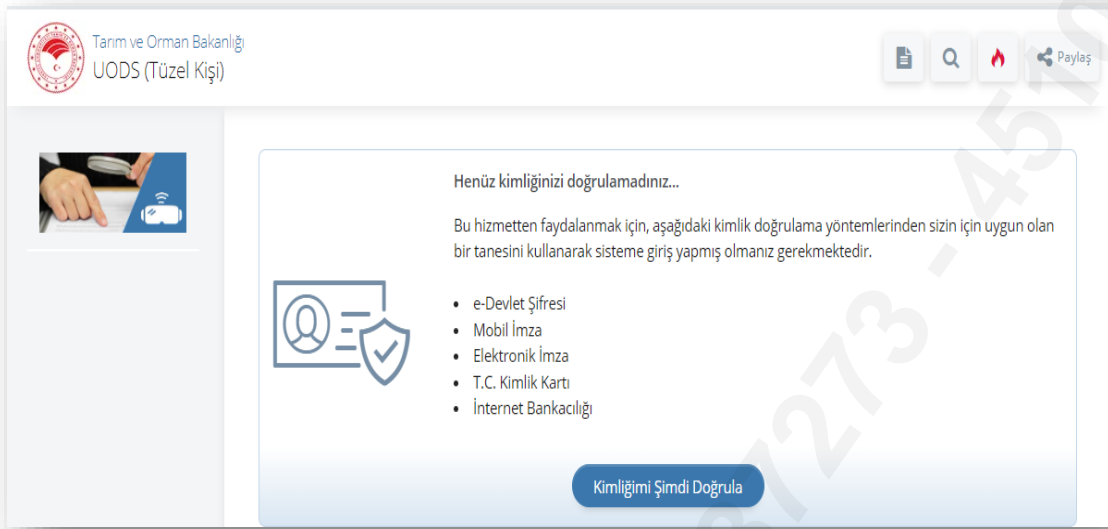 Tarım ve Orman Bakanlığı
UODS (Tüzel Kişi)
Paylaş
Henüz kimliğinizi doğrulamadınız...
Bu hizmetten faydalanmak için, aşağıdaki kimlik doğrulama yöntemlerinden sizin için uygun olan
bir tanesini kullanarak sisteme giriş yapmış olmanız gerekmektedir.
• e-Devlet Şifresi
• Mobil İmza
• Elektronik İmza
• T.C. Kimlik Kartı
• İnternet Bankacılığı
Kimliğimi Şimdi Doğrula